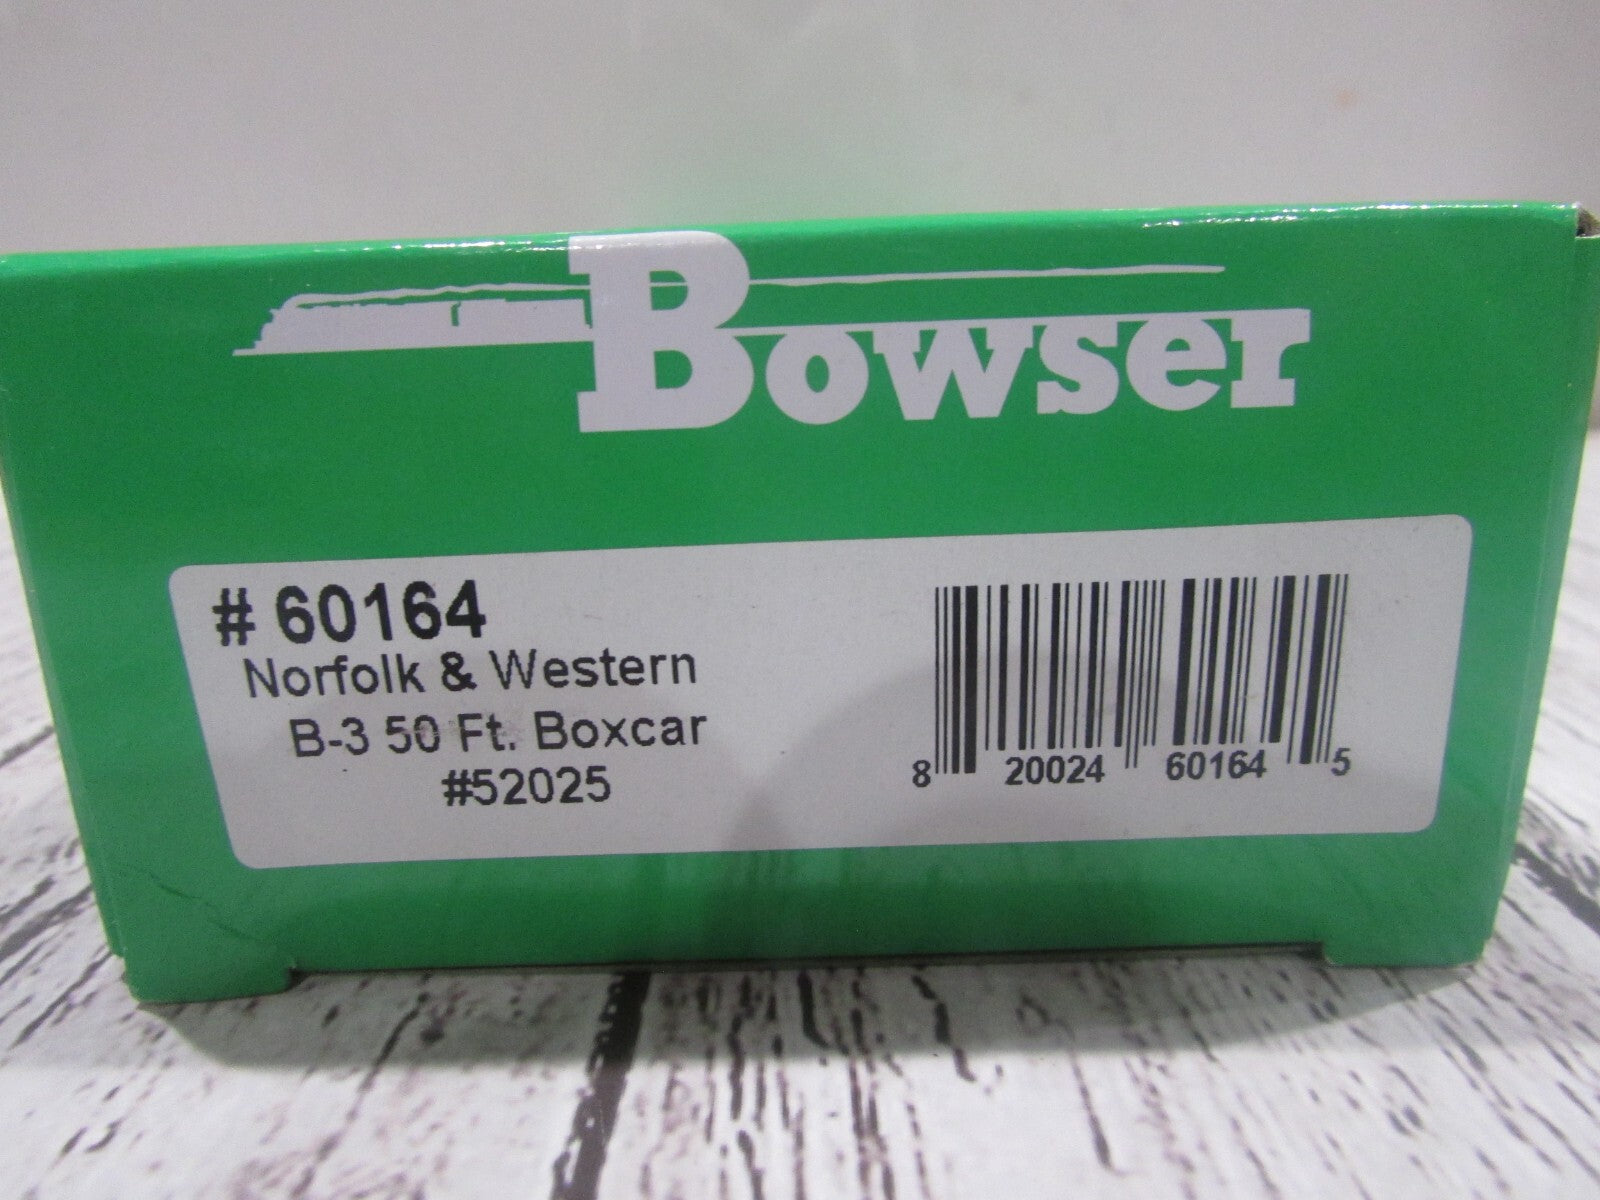 Bowser
# 60164
Norfolk & Western
B-3 50 Ft. Boxcar
#52025
8 20024 60164 5